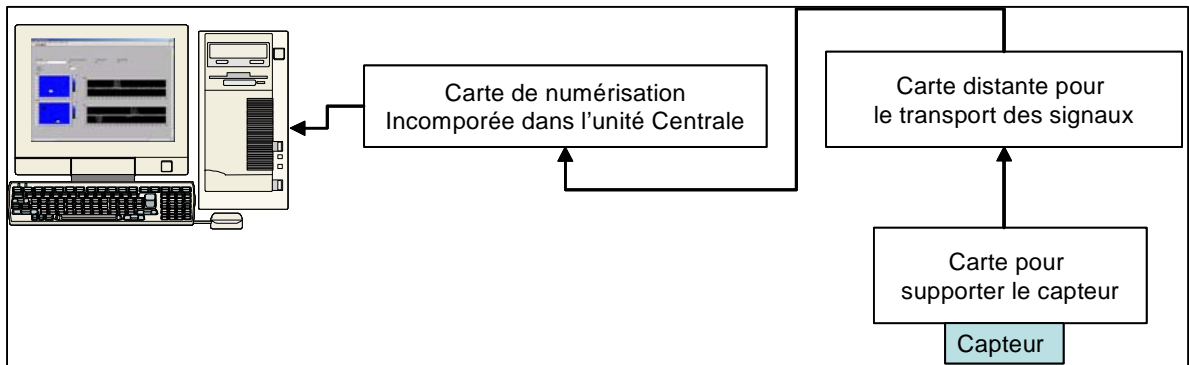 Carte de numérisation
Incomporée dans l'unité Centrale
Carte distante pour
le transport des signaux
Carte pour
supporter le capteur
Capteur